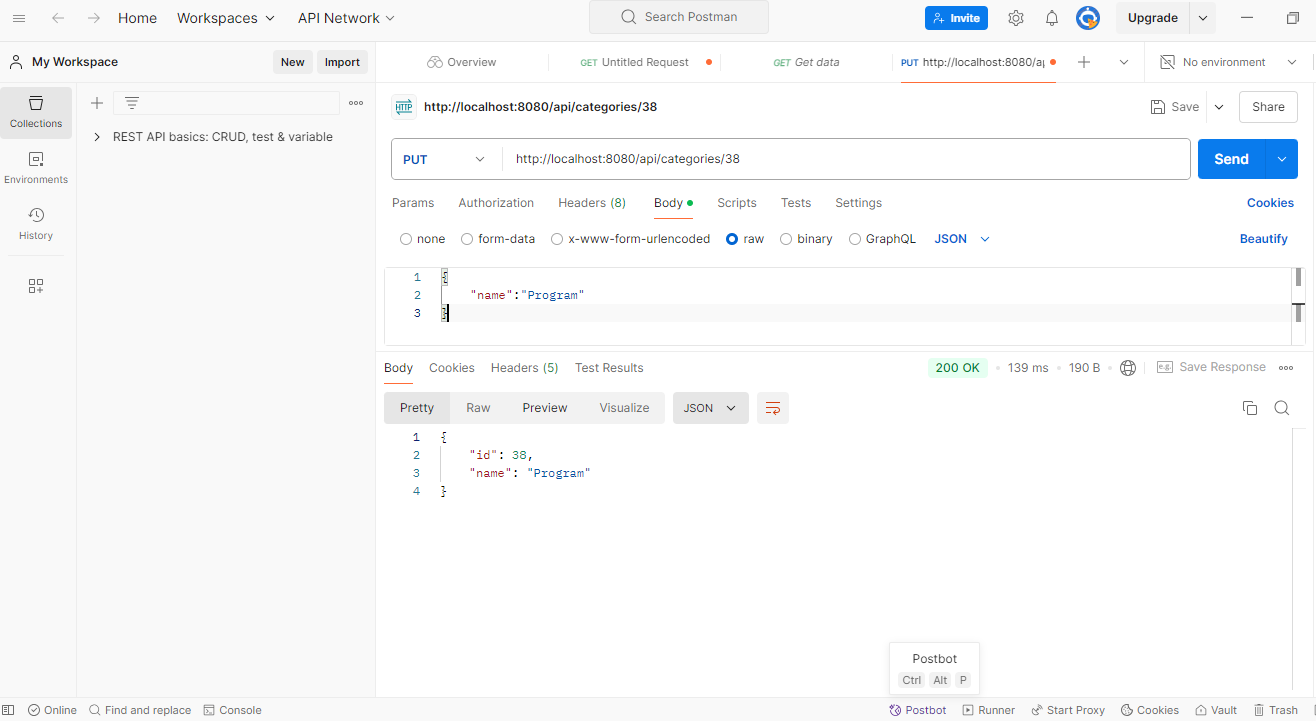 Home Workspaces API Network Search Postman Invite Upgrade
My Workspace New Import Overview GET Untitled Request GET Get data PUT http://localhost:8080/ap No environment
Collections
REST API basics: CRUD, test & variable
Environments
History
HTTP http://localhost:8080/api/categories/38 Save Share
PUT http://localhost:8080/api/categories/38 Send
Params Authorization Headers (8) Body Scripts Tests Settings Cookies
none form-data x-www-form-urlencoded raw binary GraphQL JSON Beautify
1 {
2 "name":"Program"
3 }
Body Cookies Headers (5) Test Results 200 OK 139 ms 190 B e.g. Save Response
Pretty Raw Preview Visualize JSON
1 {
2 "id": 38,
3 "name": "Program"
4 }
Postbot
Ctrl Alt P
Online Find and replace Console Postbot Runner Start Proxy Cookies Vault Trash